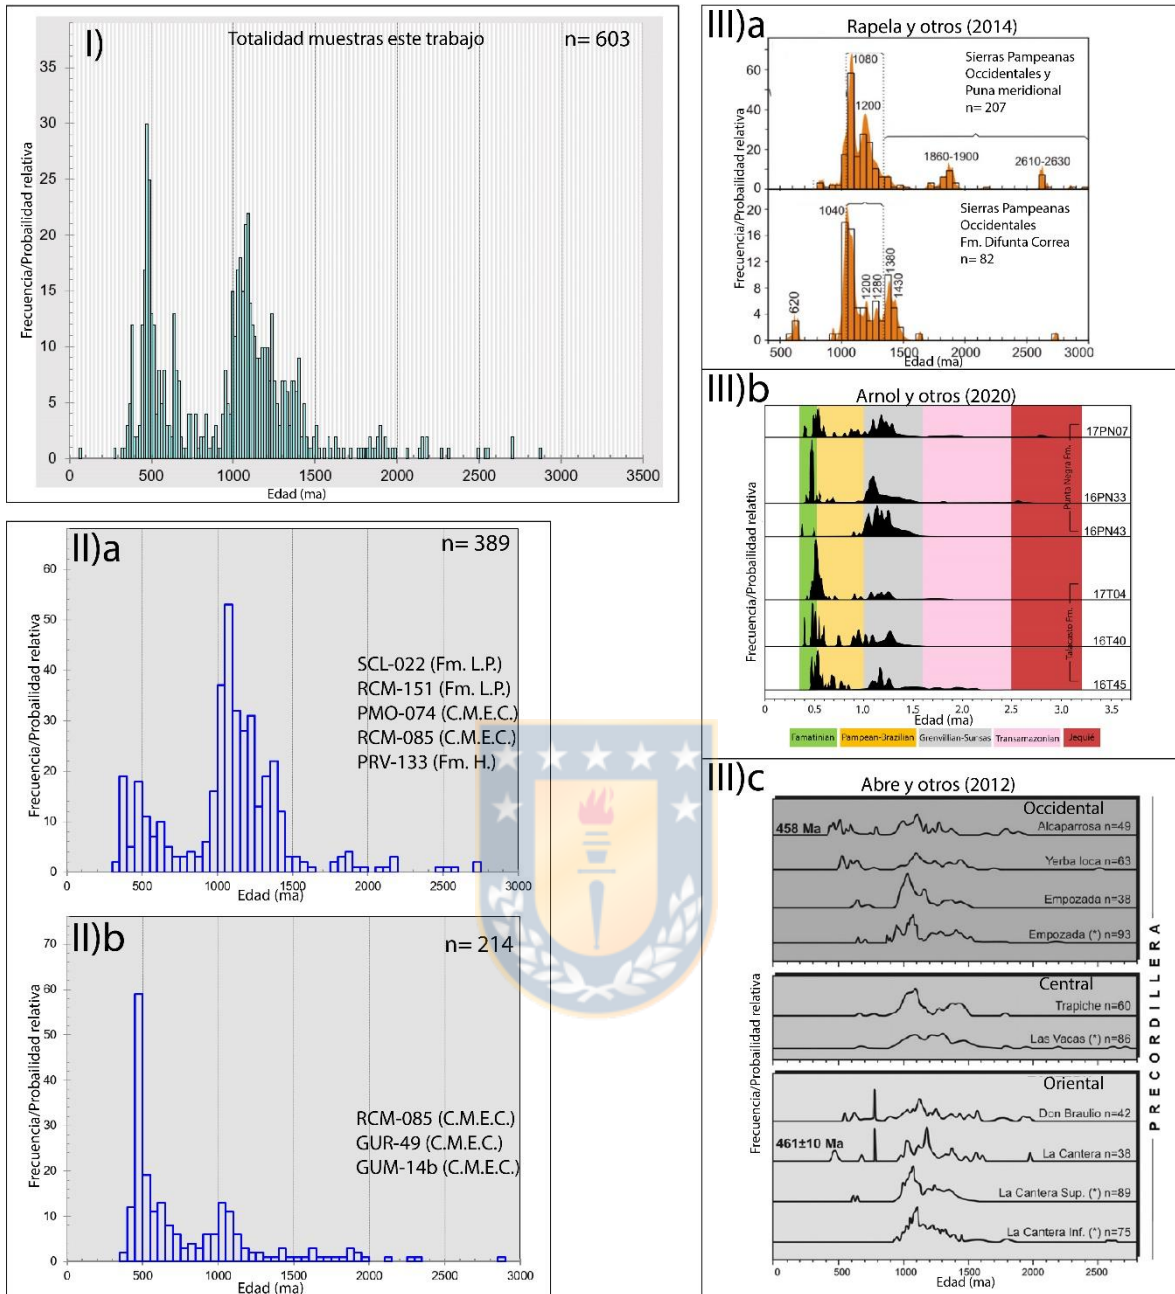 I)
Totalidad muestras este trabajo
n= 603
Frecuencia/Probabilidad relativa
35
30
25
20
15
10
5
0
0 500 1000 1500 2000 2500 3000 3500
Edad (ma)
II)a
n= 389
Frecuencia/Probabilidad relativa
60
50
40
30
20
10
0
SCL-022 (Fm. L.P.)
RCM-151 (Fm. L.P.)
PMO-074 (C.M.E.C.)
RCM-085 (C.M.E.C.)
PRV-133 (Fm. H.)
0 500 1000 1500 2000 2500 3000
Edad (ma)
II)b
n= 214
Frecuencia/Probabilidad relativa
70
60
50
40
30
20
10
0
RCM-085 (C.M.E.C.)
GUR-49 (C.M.E.C.)
GUM-14b (C.M.E.C.)
0 500 1000 1500 2000 2500 3000
Edad (ma)
III)a
Rapela y otros (2014)
Frecuencia/Probabilidad relativa
60
40
20
0
1080
1200
1860-1900
2610-2630
Sierras Pampeanas
Occidentales y
Puna meridional
n= 207
20
16
12
8
4
0
1040
620
1200
1280
1380
1430
Sierras Pampeanas
Occidentales
Fm. Difunta Correa
n= 82
500 1000 1500 2000 2500 3000
Edad (ma)
III)b
Arnol y otros (2020)
Frecuencia/Probabilidad relativa
17PN07
16PN33
16PN43
Punta Negra Fm.
17T04
16T40
16T45
Talacasto Fm.
0.0 0.5 1.0 1.5 2.0 2.5 3.0 3.5
Edad (ma)
Famatinian Pampean-Brazilian Grenvillian-Sunsas Transamazonian Jequié
III)c
Abre y otros (2012)
Frecuencia/Probabilidad relativa
Occidental
458 Ma
Alcaparrosa n=49
Yerba loca n=63
Empozada n=38
Empozada (*) n=93
Central
Trapiche n=60
Las Vacas (*) n=86
Oriental
Don Braulio n=42
461±10 Ma
La Cantera n=38
La Cantera Sup. (*) n=89
La Cantera Inf. (*) n=75
0 500 1000 1500 2000 2500
Edad (ma)
PRECORDILLERA